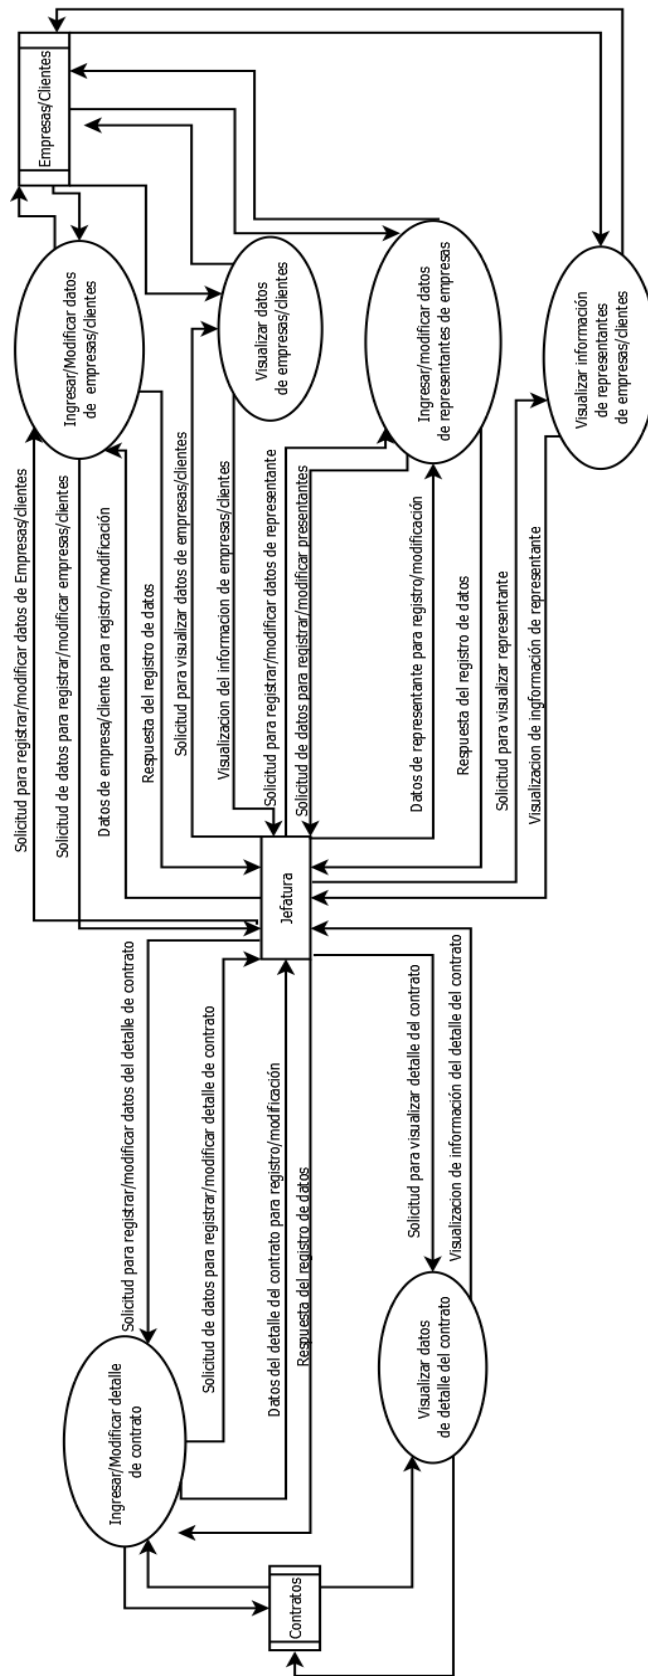 Empresas/Clientes
Ingresar/Modificar datos
de empresas/clientes
Visualizar datos
de empresas/clientes
Ingresar/modificar datos
de representantes de empresas
Visualizar información
de representantes
de empresas/clientes
Solicitud para registrar/modificar datos de Empresas/clientes
Solicitud de datos para registrar/modificar empresas/clientes
Datos de empresa/cliente para registro/modificación
Respuesta del registro de datos
Solicitud para visualizar datos de empresas/clientes
Visualizacion del informacion de empresas/clientes
Solicitud para registrar/modificar datos de representante
Solicitud de datos para registrar/modificar presentantes
Datos de representante para registro/modificación
Respuesta del registro de datos
Solicitud para visualizar representante
Visualizacion de ingformación de representante
Jefatura
Solicitud para registrar/modificar datos del detalle de contrato
Solicitud de datos para registrar/modificar detalle de contrato
Datos del detalle del contrato para registro/modificación
Respuesta del registro de datos
Solicitud para visualizar detalle del contrato
Visualizacion de información del detalle del contrato
Ingresar/Modificar detalle
de contrato
Visualizar datos
de detalle del contrato
Contratos